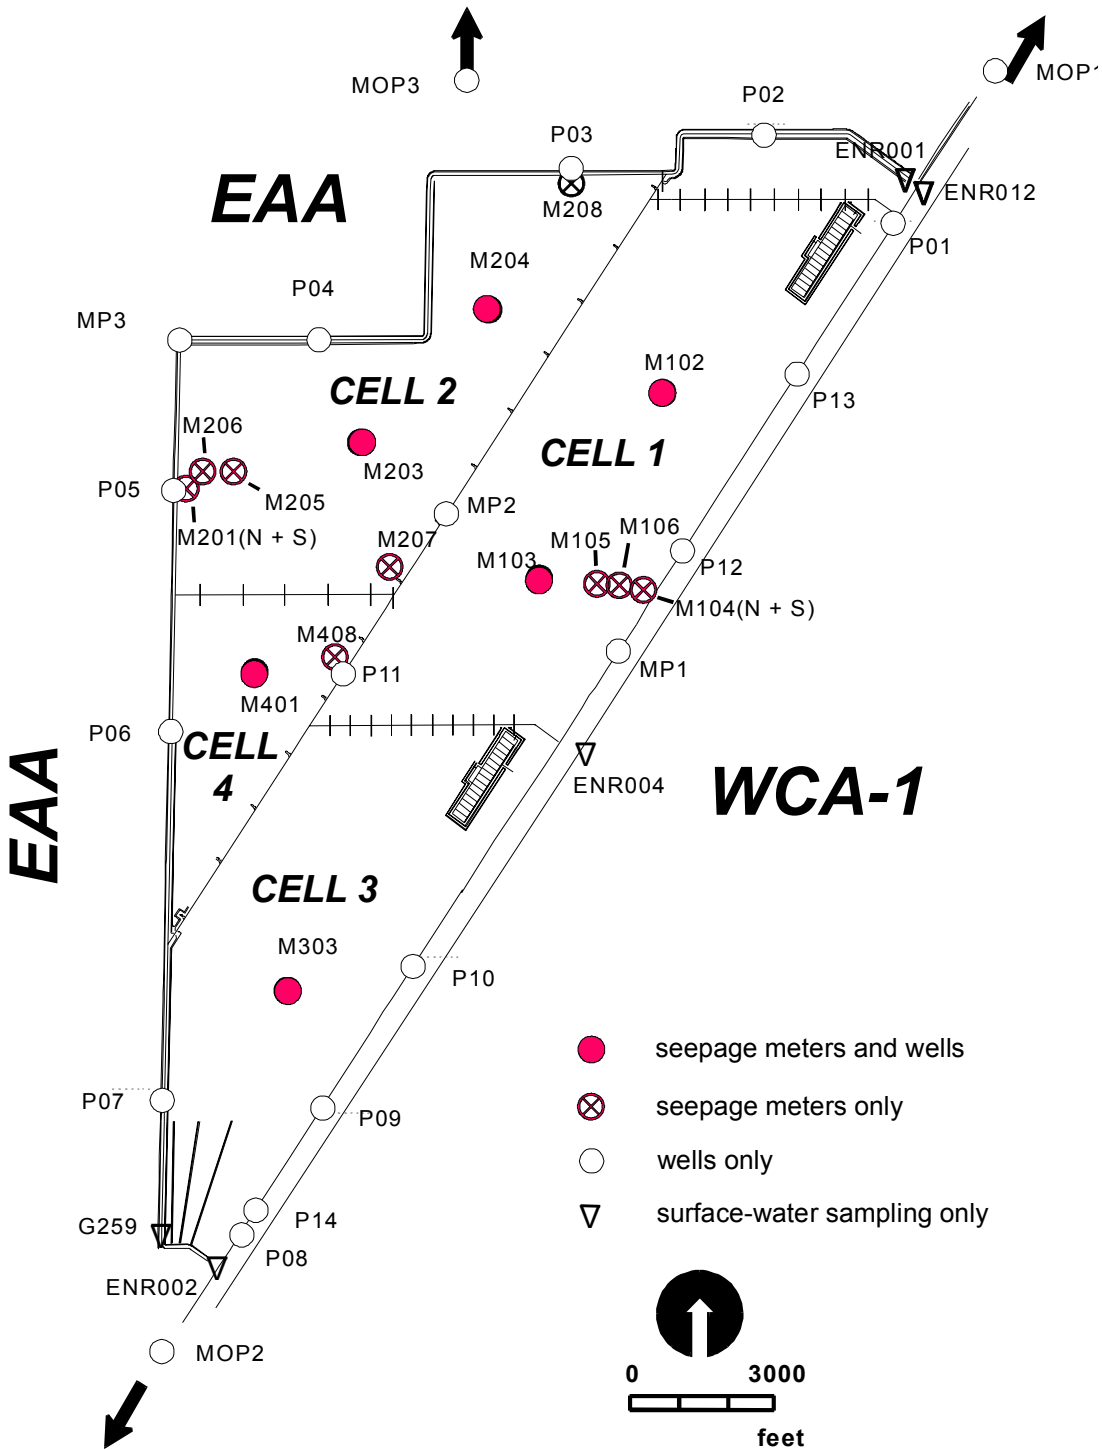 MOP3
MOP1
P02
P03
ENR001
EAA
M208
ENR012
P01
M204
P04
MP3
M102
P13
CELL 2
M206
CELL 1
M203
P05
M205
MP2
M201(N + S)
M207
M105
M106
M103
P12
M104(N + S)
M408
MP1
P11
M401
P06
CELL
4
EAA
ENR004
WCA-1
CELL 3
M303
P10
seepage meters and wells
P07
seepage meters only
P09
wells only
G259
P14
surface-water sampling only
P08
ENR002
MOP2
0 3000
feet